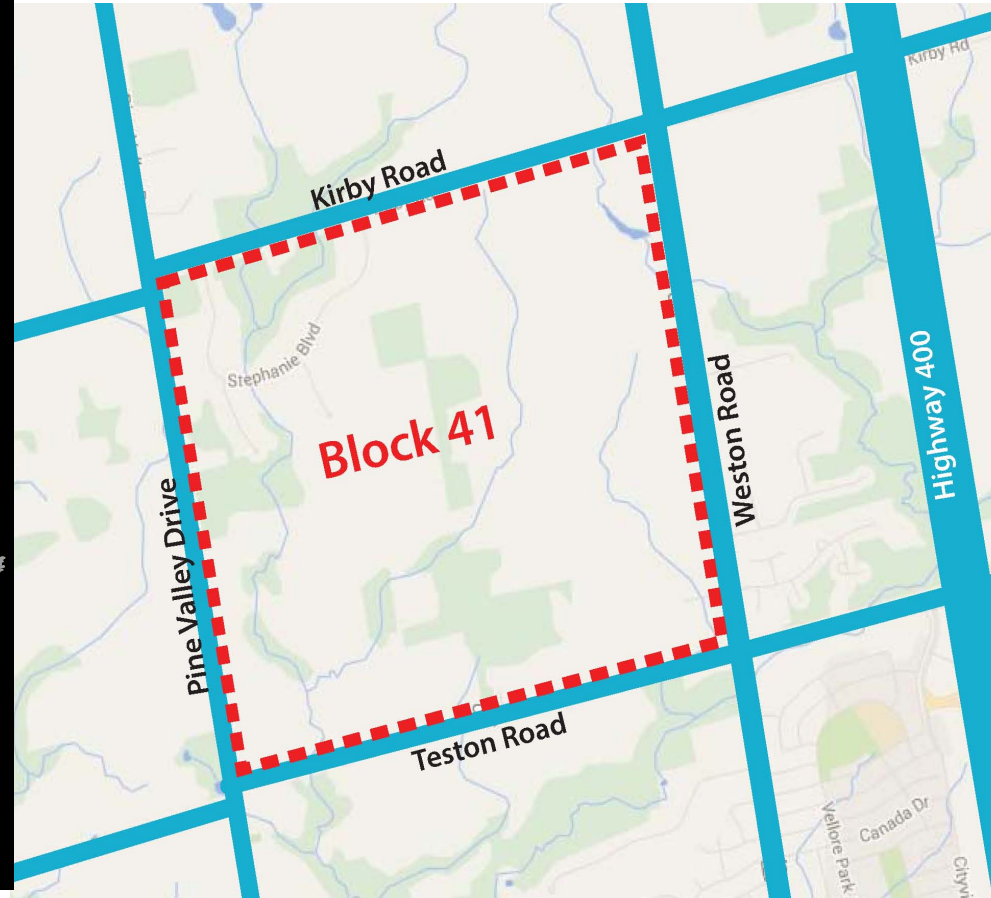 Kirby Rd
Kirby Road
Stephanie Blvd
Block 41
Weston Road
Highway 400
Pine Valley Drive
Teston Road
Canada Dr
Vellore Park